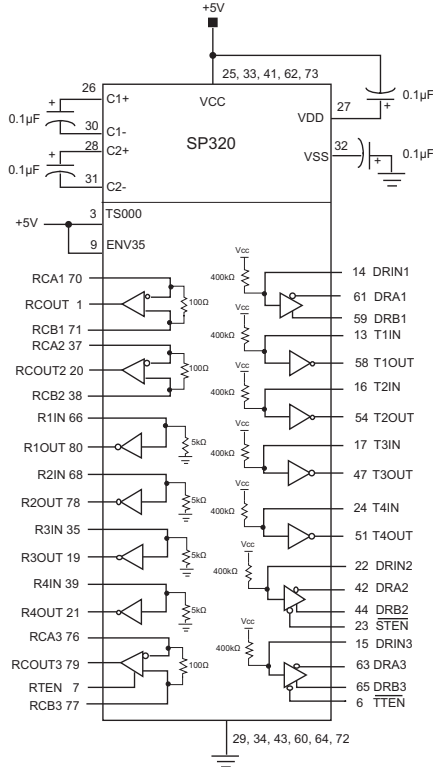 +5V
25, 33, 41, 62, 73
26
C1+
VCC
27
VDD
0.1µF
0.1µF
30
C1-
28
C2+
SP320
32
VSS
0.1µF
0.1µF
31
C2-
3
TS000
+5V
9
ENV35
RCA1 70
RCOUT 1
100Ω
RCB1 71
RCA2 37
RCOUT2 20
100Ω
RCB2 38
R1IN 66
R1OUT 80
5kΩ
R2IN 68
R2OUT 78
5kΩ
R3IN 35
R3OUT 19
5kΩ
R4IN 39
R4OUT 21
5kΩ
RCA3 76
RCOUT3 79
100Ω
RTEN 7
RCB3 77
Vcc
400kΩ
14 DRIN1
61 DRA1
59 DRB1
Vcc
400kΩ
13 T1IN
58 T1OUT
Vcc
400kΩ
16 T2IN
54 T2OUT
Vcc
400kΩ
17 T3IN
47 T3OUT
Vcc
400kΩ
24 T4IN
51 T4OUT
Vcc
400kΩ
22 DRIN2
42 DRA2
44 DRB2
23 STEN
Vcc
400kΩ
15 DRIN3
63 DRA3
65 DRB3
6 TTEN
29, 34, 43, 60, 64, 72